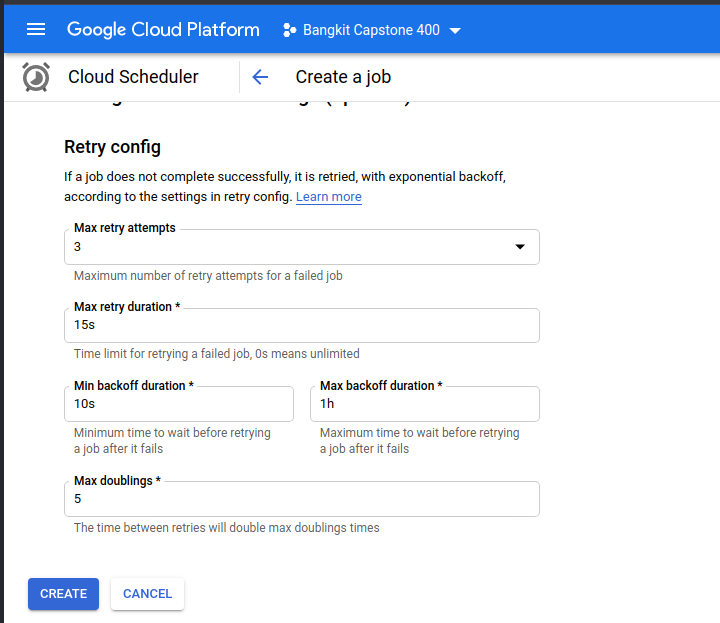 Google Cloud Platform
Bangkit Capstone 400
Cloud Scheduler
Create a job
Retry config
If a job does not complete successfully, it is retried, with exponential backoff,
according to the settings in retry config. Learn more
Max retry attempts
3
Maximum number of retry attempts for a failed job
Max retry duration *
15s
Time limit for retrying a failed job, 0s means unlimited
Min backoff duration *
10s
Minimum time to wait before retrying
a job after it fails
Max backoff duration *
1h
Maximum time to wait before retrying
a job after it fails
Max doublings *
5
The time between retries will double max doublings times
CREATE
CANCEL